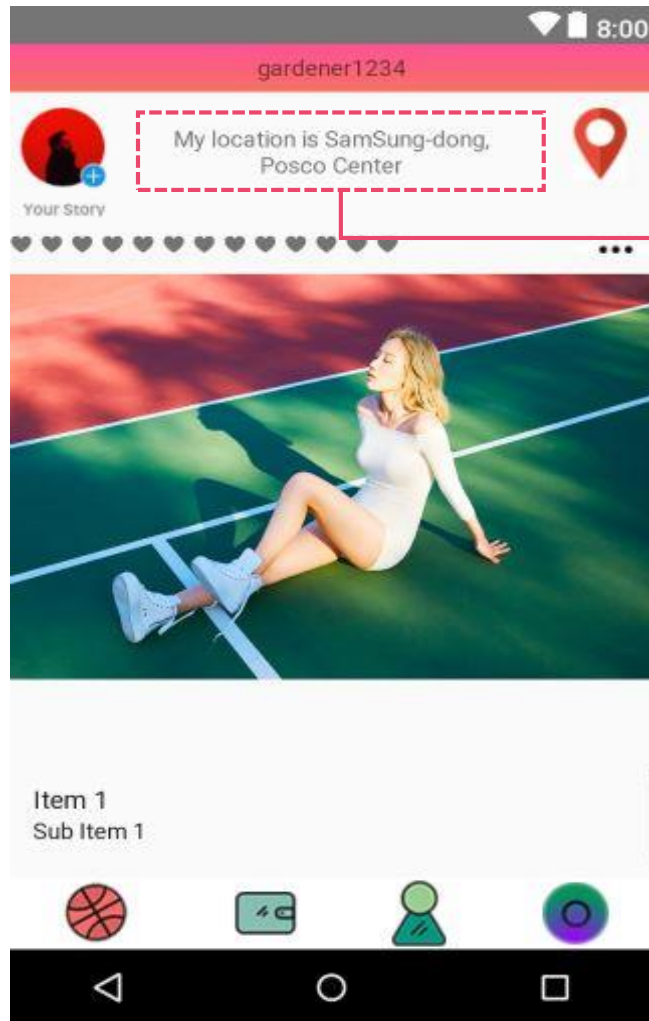 8:00
gardener1234
My location is SamSung-dong,
Posco Center
Your Story
Item 1
Sub Item 1